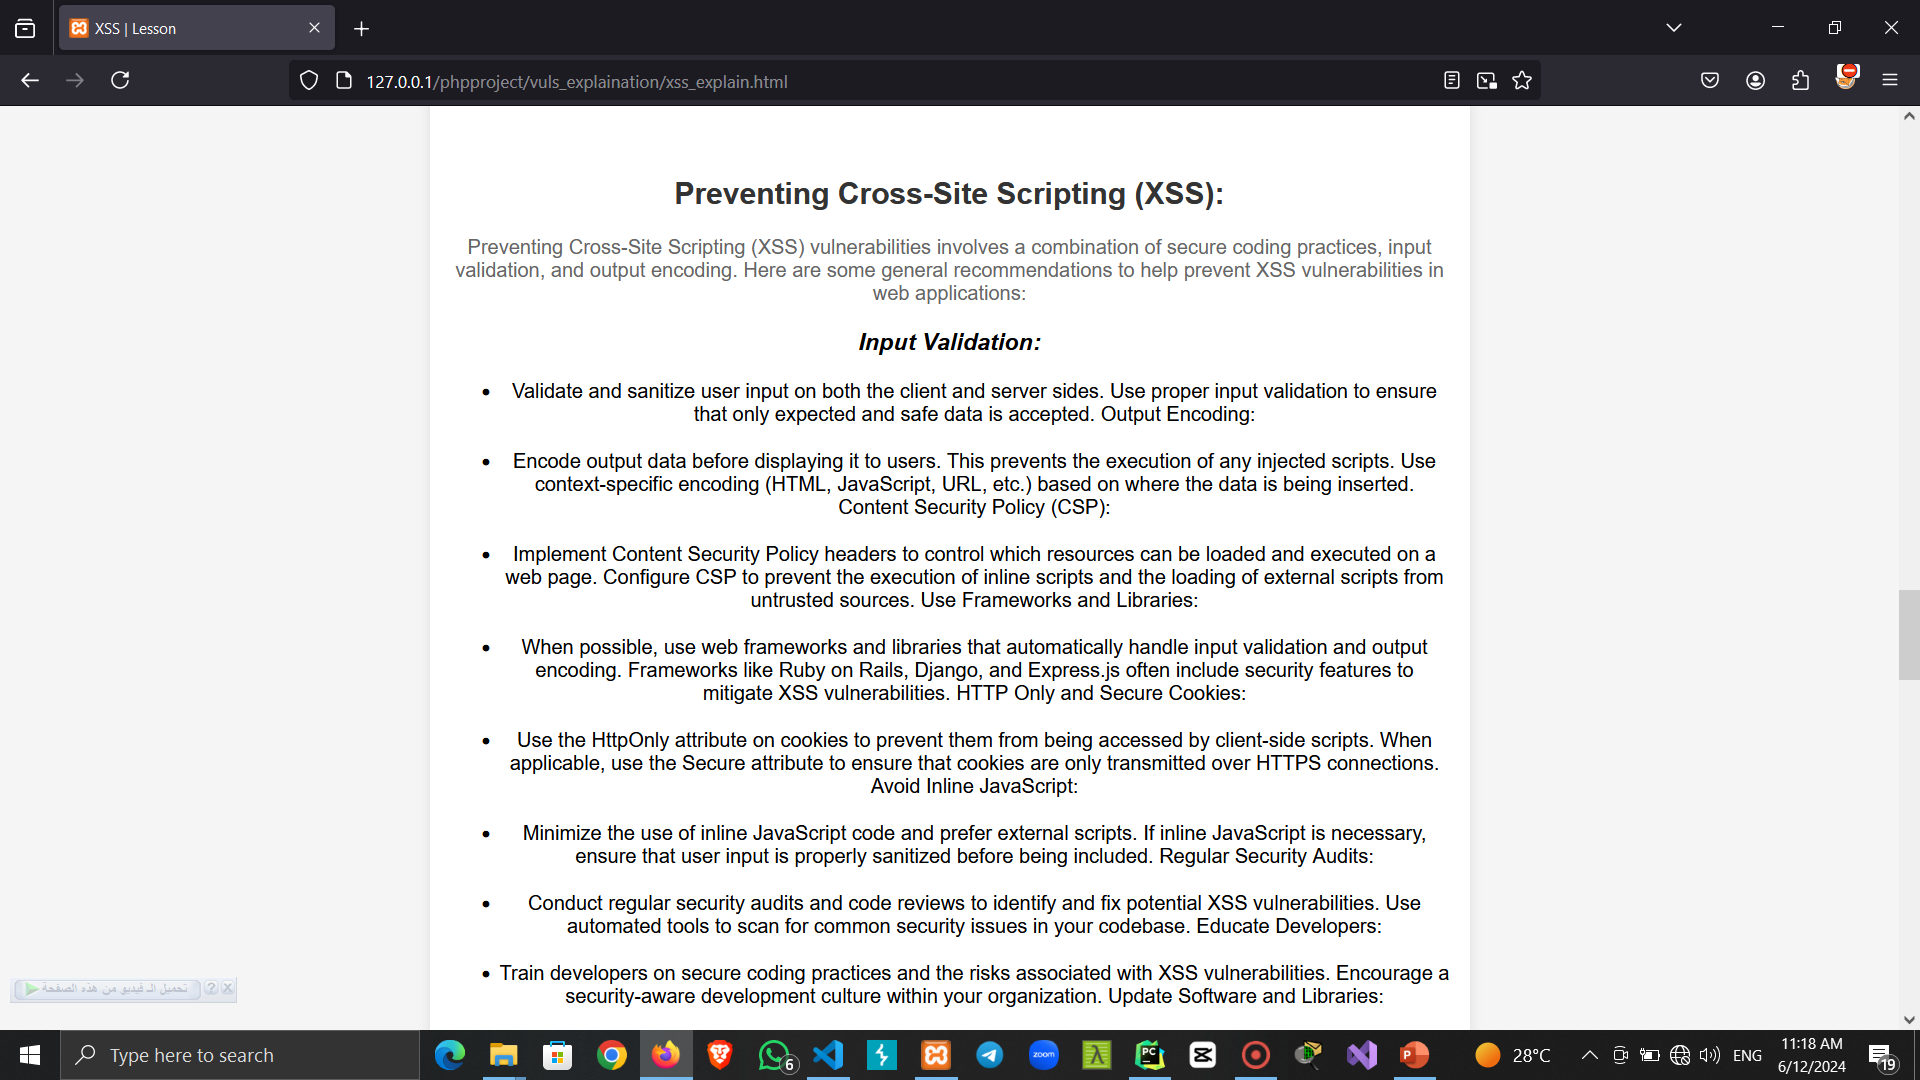 XSS | Lesson
127.0.0.1/phpproject/vuls_explaination/xss_explain.html
Preventing Cross-Site Scripting (XSS):
Preventing Cross-Site Scripting (XSS) vulnerabilities involves a combination of secure coding practices, input
validation, and output encoding. Here are some general recommendations to help prevent XSS vulnerabilities in
web applications:
Input Validation:
• Validate and sanitize user input on both the client and server sides. Use proper input validation to ensure
that only expected and safe data is accepted. Output Encoding:
• Encode output data before displaying it to users. This prevents the execution of any injected scripts. Use
context-specific encoding (HTML, JavaScript, URL, etc.) based on where the data is being inserted.
Content Security Policy (CSP):
• Implement Content Security Policy headers to control which resources can be loaded and executed on a
web page. Configure CSP to prevent the execution of inline scripts and the loading of external scripts from
untrusted sources. Use Frameworks and Libraries:
• When possible, use web frameworks and libraries that automatically handle input validation and output
encoding. Frameworks like Ruby on Rails, Django, and Express.js often include security features to
mitigate XSS vulnerabilities. HTTP Only and Secure Cookies:
• Use the HttpOnly attribute on cookies to prevent them from being accessed by client-side scripts. When
applicable, use the Secure attribute to ensure that cookies are only transmitted over HTTPS connections.
Avoid Inline JavaScript:
• Minimize the use of inline JavaScript code and prefer external scripts. If inline JavaScript is necessary,
ensure that user input is properly sanitized before being included. Regular Security Audits:
• Conduct regular security audits and code reviews to identify and fix potential XSS vulnerabilities. Use
automated tools to scan for common security issues in your codebase. Educate Developers:
• Train developers on secure coding practices and the risks associated with XSS vulnerabilities. Encourage a
security-aware development culture within your organization. Update Software and Libraries:
تحميل الـ فيديو من هذه الصفحة
? X
Type here to search
6
zoom
PC
P
28°C
ENG
11:18 AM
6/12/2024
19